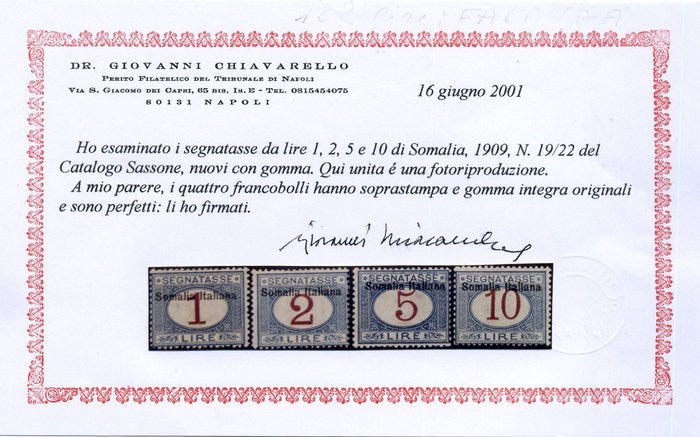 DR. GIOVANNI CHIAVARELLO
PERITO FILATELICO DEL TRIBUNALE DI NAPOLI
VIA S. GIACOMO DEI CAPRI, 65 BIS, IS. E - TEL. 0815454075
80131 NAPOLI
16 giugno 2001
Ho esaminato i segnatasse da lire 1, 2, 5 e 10 di Somalia, 1909, N. 19/22 del
Catalogo Sassone, nuovi con gomma. Qui unita é una fotoriproduzione.
A mio parere, i quattro francobolli hanno soprastampa e gomma integra originali
e sono perfetti: li ho firmati.
SEGNATASSE SEGNATASSE SEGNATASSE SEGNATASSE
Somalia Italiana Somalia Italiana Somalia Italiana Somalia Italiana
1 2 5 10
LIRE LIRE LIRE LIRE